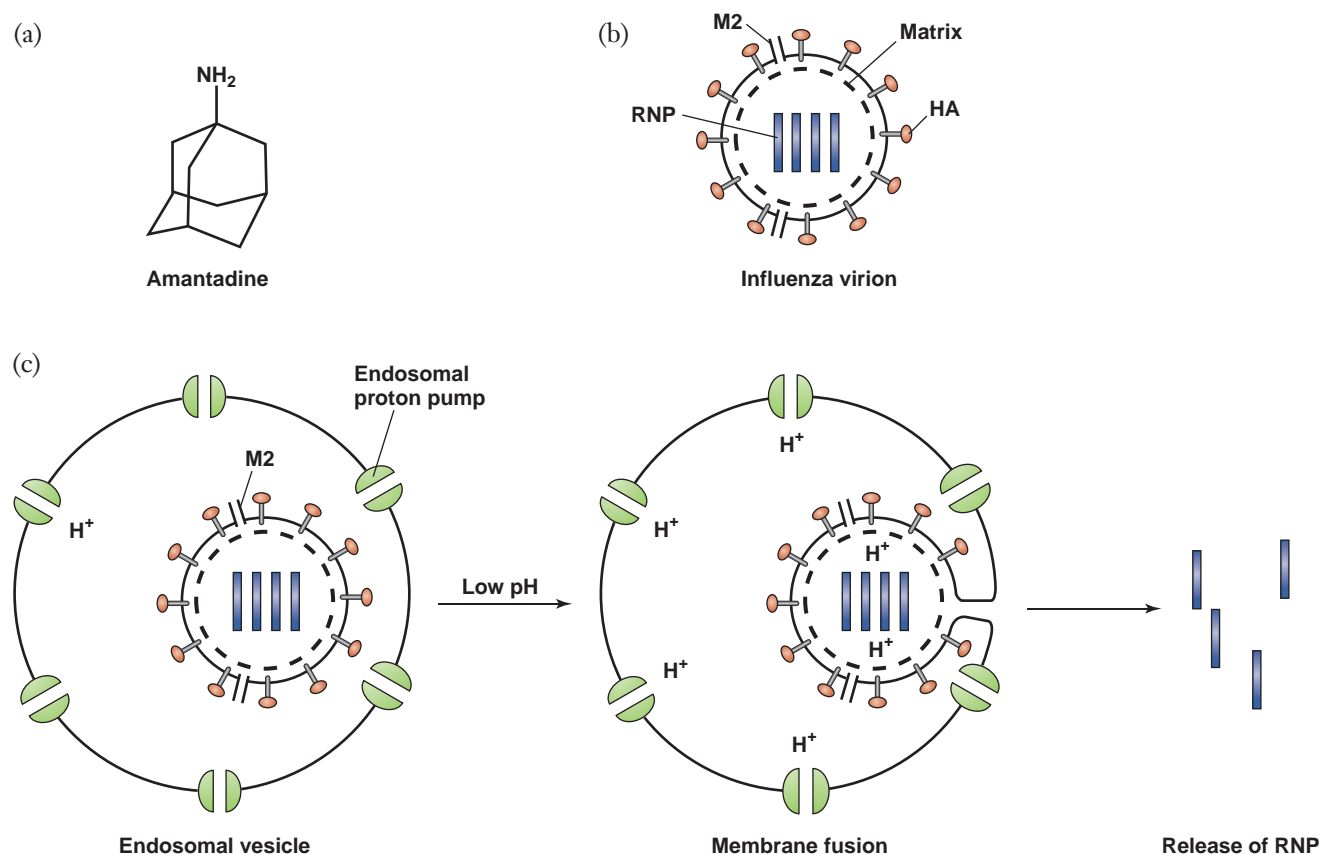 (a)
NH₂
Amantadine
(b)
M2
Matrix
RNP
HA
Influenza virion
(c)
Endosomal
proton pump
M2
H⁺
Endosomal vesicle
Low pH
H⁺
H⁺
H⁺
H⁺
H⁺
H⁺
Membrane fusion
Release of RNP